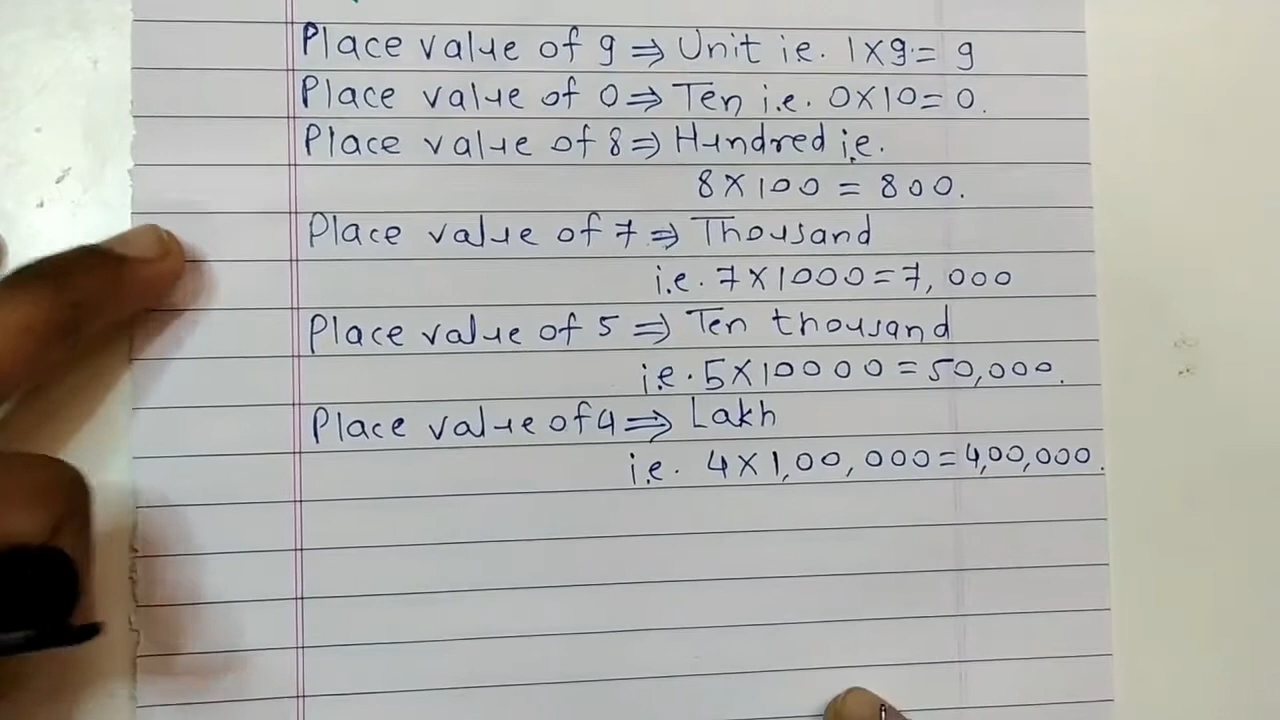 Place value of 9 ⇒ Unit ie. 1×9 = 9
Place value of 0 ⇒ Ten i.e. 0×10 = 0.
Place value of 8 ⇒ Hundred i.e.
8×100 = 800.
Place value of 7 ⇒ Thousand
i.e. 7×1000 = 7,000
Place value of 5 ⇒ Ten thousand
i.e. 5×10000 = 50,000.
Place value of 4 ⇒ Lakh
i.e. 4×1,00,000 = 4,00,000.